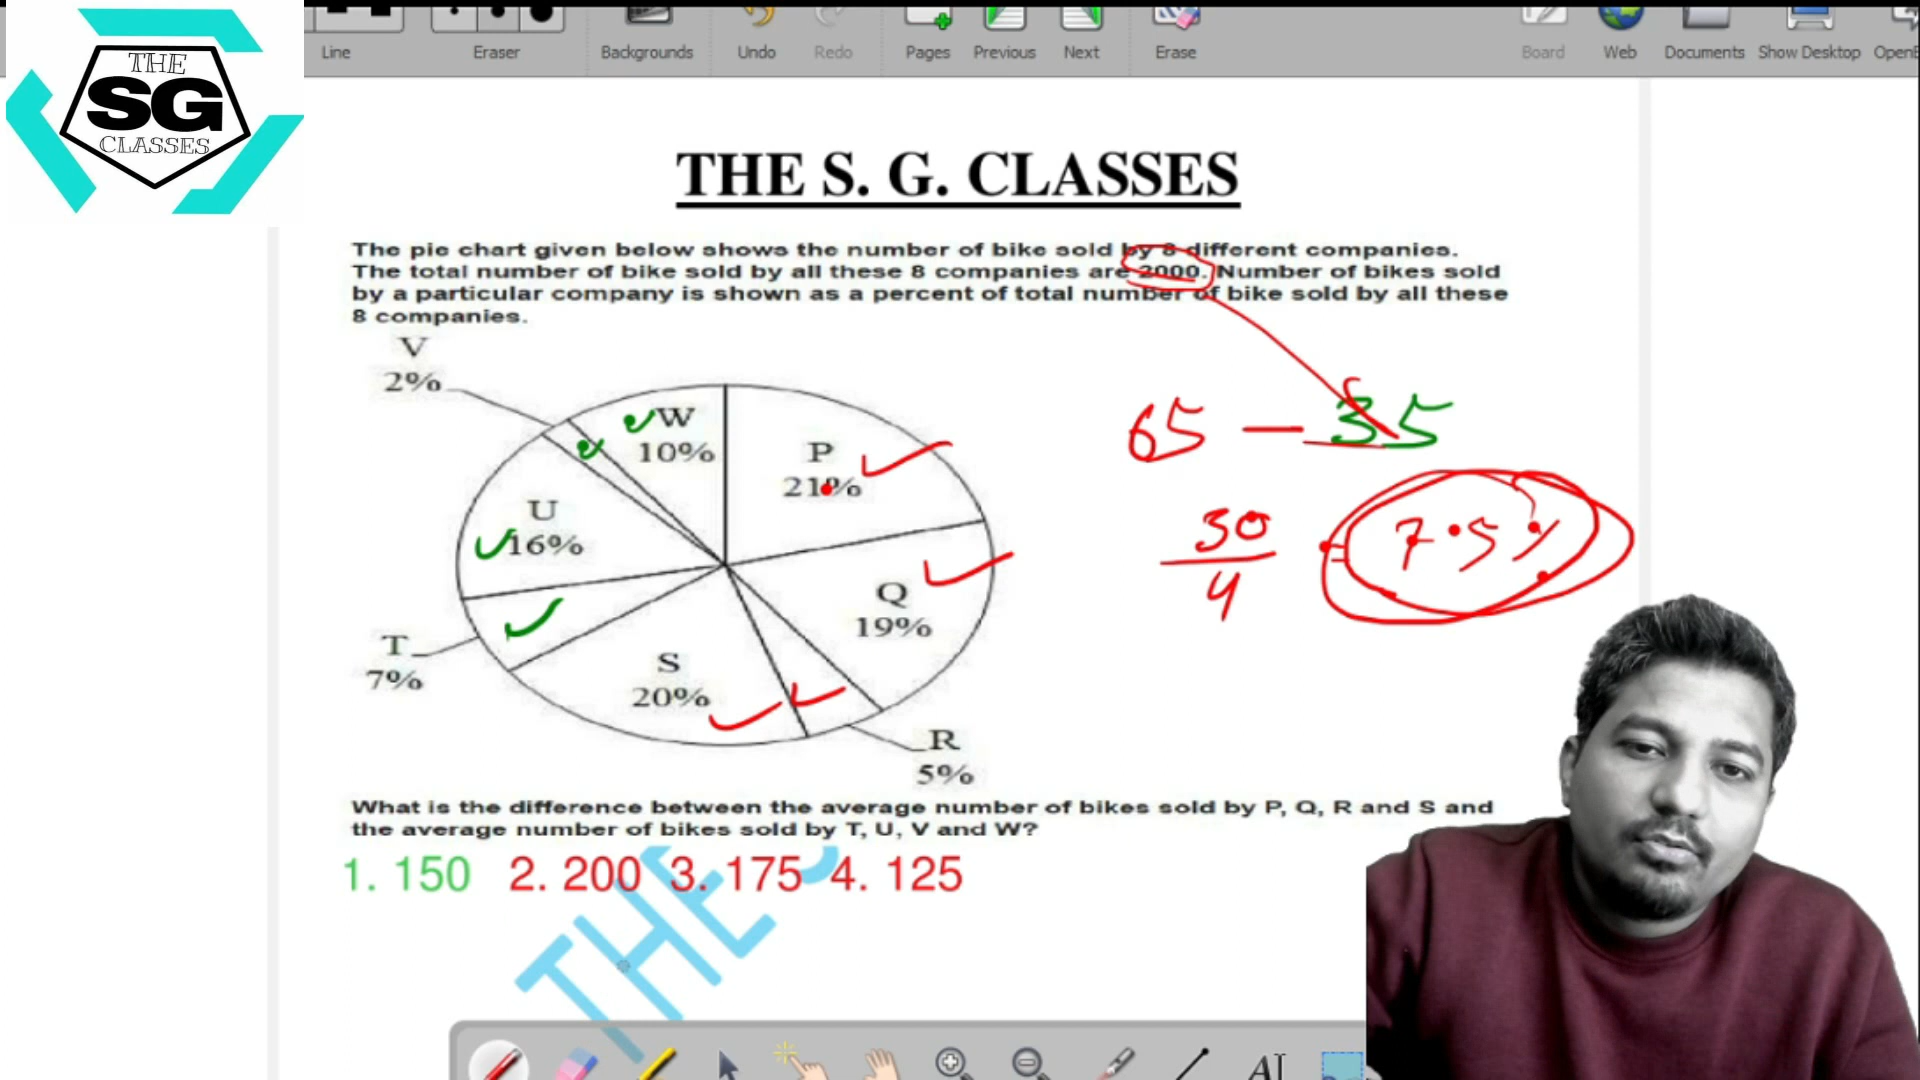 Line
Eraser
Backgrounds
Undo
Redo
Pages
Previous
Next
Erase
Board
Web
Documents
Show Desktop
THE
SG
CLASSES
THE S. G. CLASSES
The pie chart given below shows the number of bike sold by 8 different companies.
The total number of bike sold by all these 8 companies are 2000. Number of bikes sold
by a particular company is shown as a percent of total number of bike sold by all these
8 companies.
V
2%
W
10%
P
21%
U
16%
Q
19%
T
7%
S
20%
R
5%
65 — 35
30
4
= 7.5%
What is the difference between the average number of bikes sold by P, Q, R and S and
the average number of bikes sold by T, U, V and W?
1. 150 2. 200 3. 175 4. 125
THE